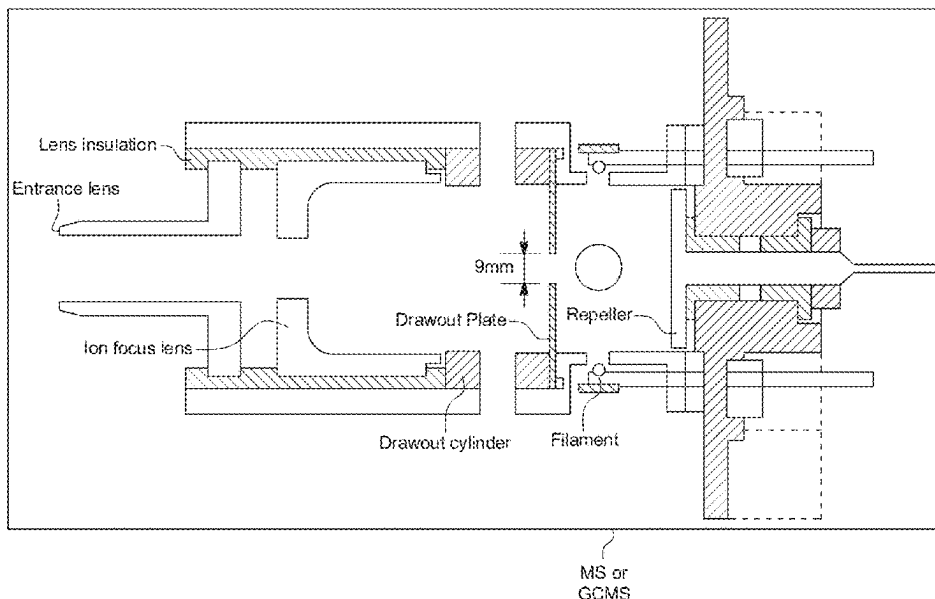 Lens insulation
Entrance lens
9mm
Drawout Plate
Repeller
Ion focus lens
Drawout cylinder
Filament
MS or
GCMS